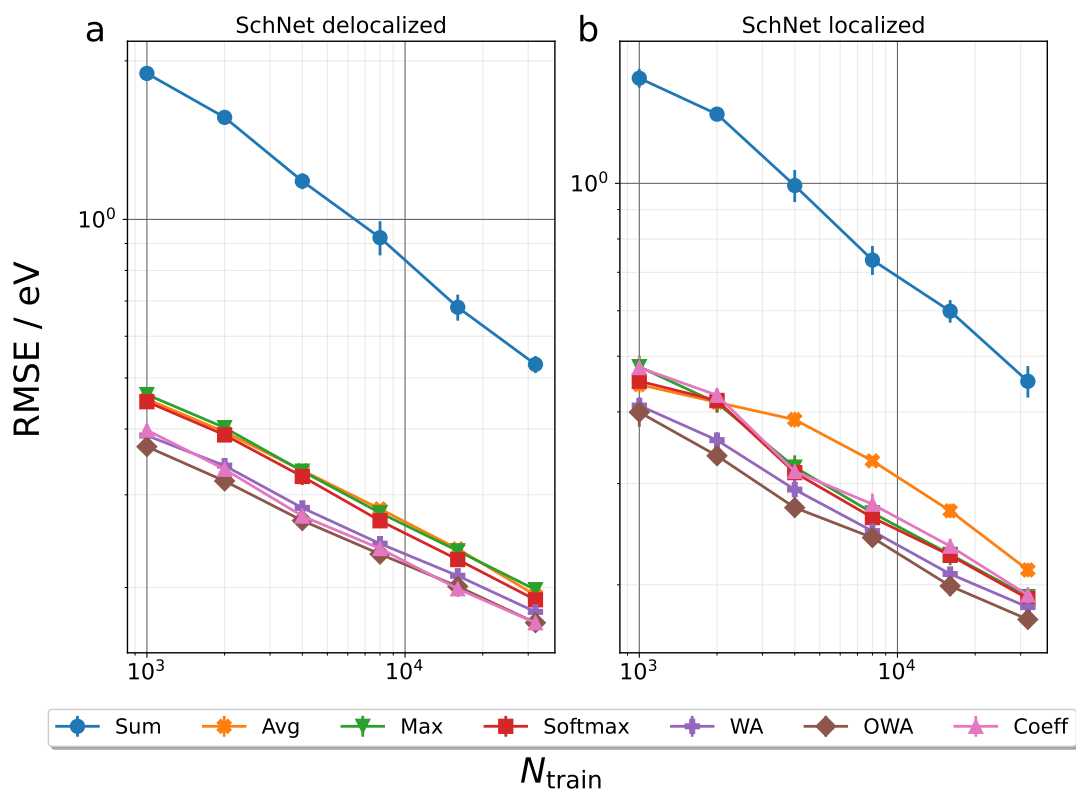 a SchNet delocalized
b SchNet localized
RMSE / eV
10⁰
10⁰
10³ 10⁴
10³ 10⁴
Sum Avg Max Softmax WA OWA Coeff
N_train